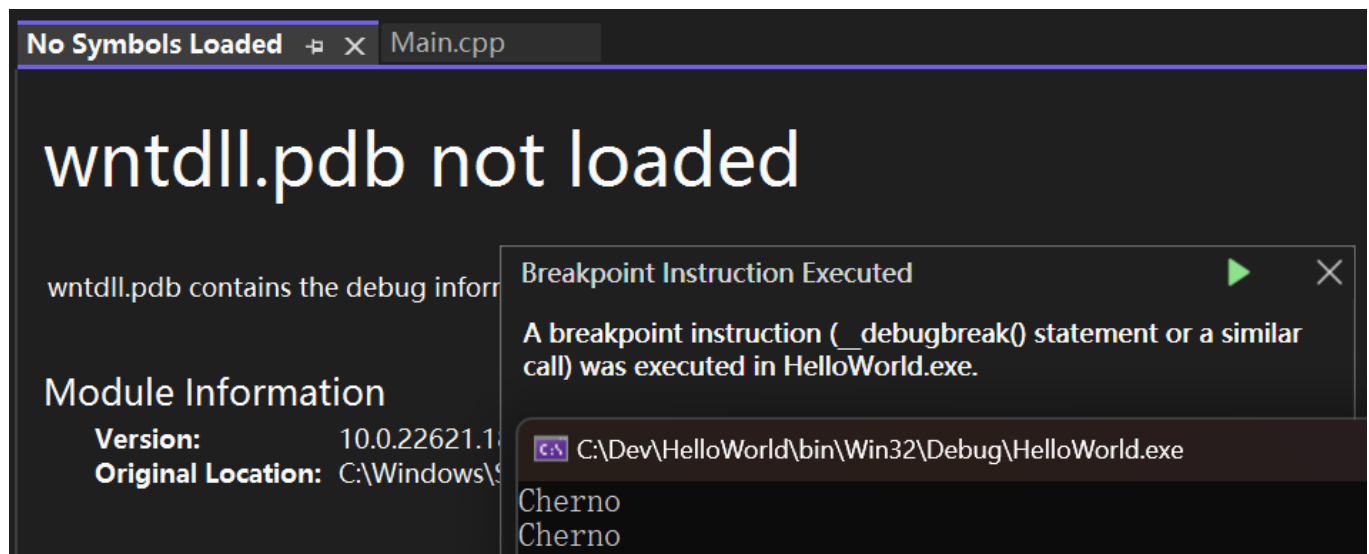 No Symbols Loaded
Main.cpp
wntdll.pdb not loaded
wntdll.pdb contains the debug
Breakpoint Instruction Executed
A breakpoint instruction (__debugbreak() statement or a similar
call) was executed in HelloWorld.exe.
Module Information
Version: 10.0.22621.1
Original Location: C:\Windows\
C:\Dev\HelloWorld\bin\Win32\Debug\HelloWorld.exe
Cherno
Cherno